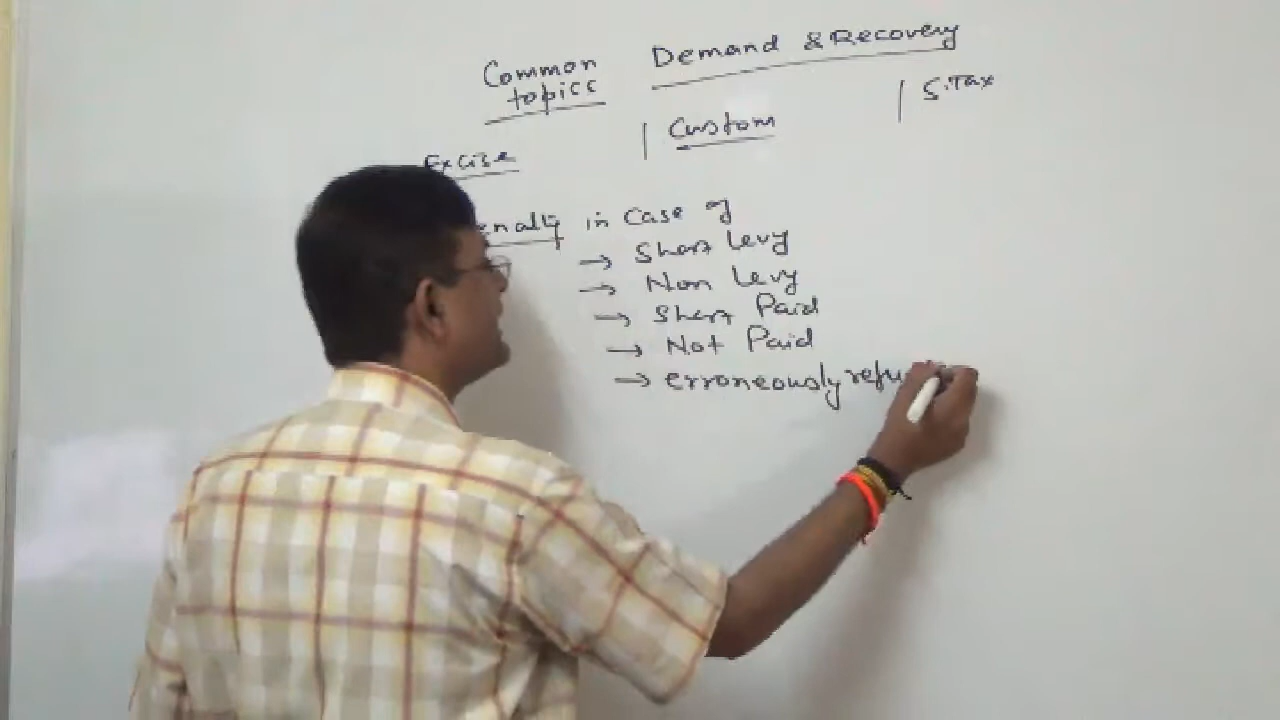 Common Demand & Recovery
topics
Excise | Custom | S.Tax
enalty in Case of
→ Short Levy
→ Non Levy
→ Short Paid
→ Not Paid
→ erroneously refu